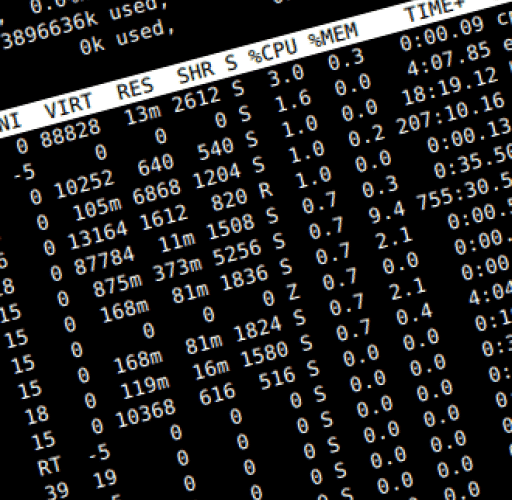 , 0.0%
3896636k used,
0k used,
NI VIRT RES SHR S %CPU %MEM TIME+
0 88828 13m 2612 S 3.0 0.3 0:00.09
-5 0 0 0 S 1.6 0.0 4:07.85
0 10252 640 540 S 1.0 0.0 18:19.12
0 105m 6868 1204 S 1.0 0.2 207:10.16
0 13164 1612 820 R 1.0 0.0 0:00.13
8 0 87784 11m 1508 S 0.7 0.3 0:35.50
15 0 875m 373m 5256 S 0.7 9.4 755:30.5
15 0 168m 81m 1836 S 0.7 2.1 0:00.
15 0 0 0 0 Z 0.7 0.0 0:00.
15 0 168m 81m 1824 S 0.7 2.1 0:00
18 0 119m 16m 1580 S 0.7 0.4 4:04
15 0 10368 616 516 S 0.0 0.0 0:1
RT -5 0 0 0 S 0.0 0.0 0:
39 19 0 0 0 S 0.0 0.0 0:
0 0 S 0.0 0.0
0 S 0.0 0.0